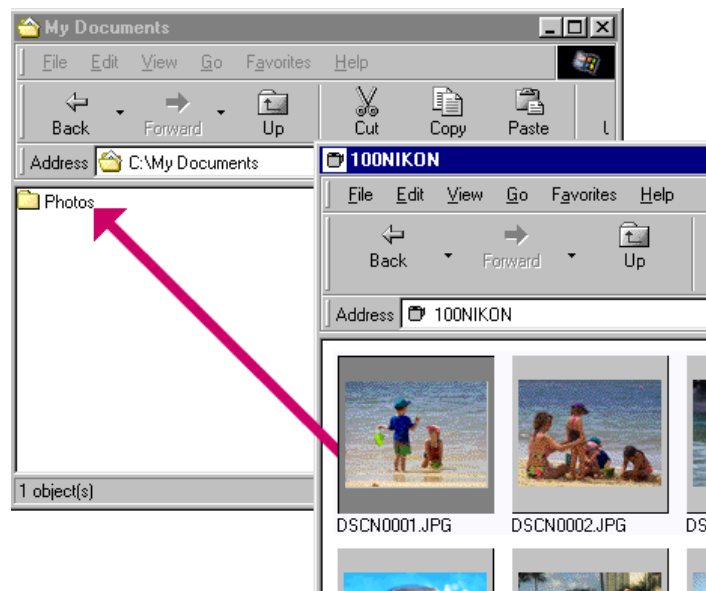 My Documents
File Edit View Go Favorites Help
Back Forward Up Cut Copy Paste
Address C:\My Documents
Photos
1 object(s)
100NIKON
File Edit View Go Favorites Help
Back Forward Up
Address 100NIKON
DSCN0001.JPG DSCN0002.JPG DS